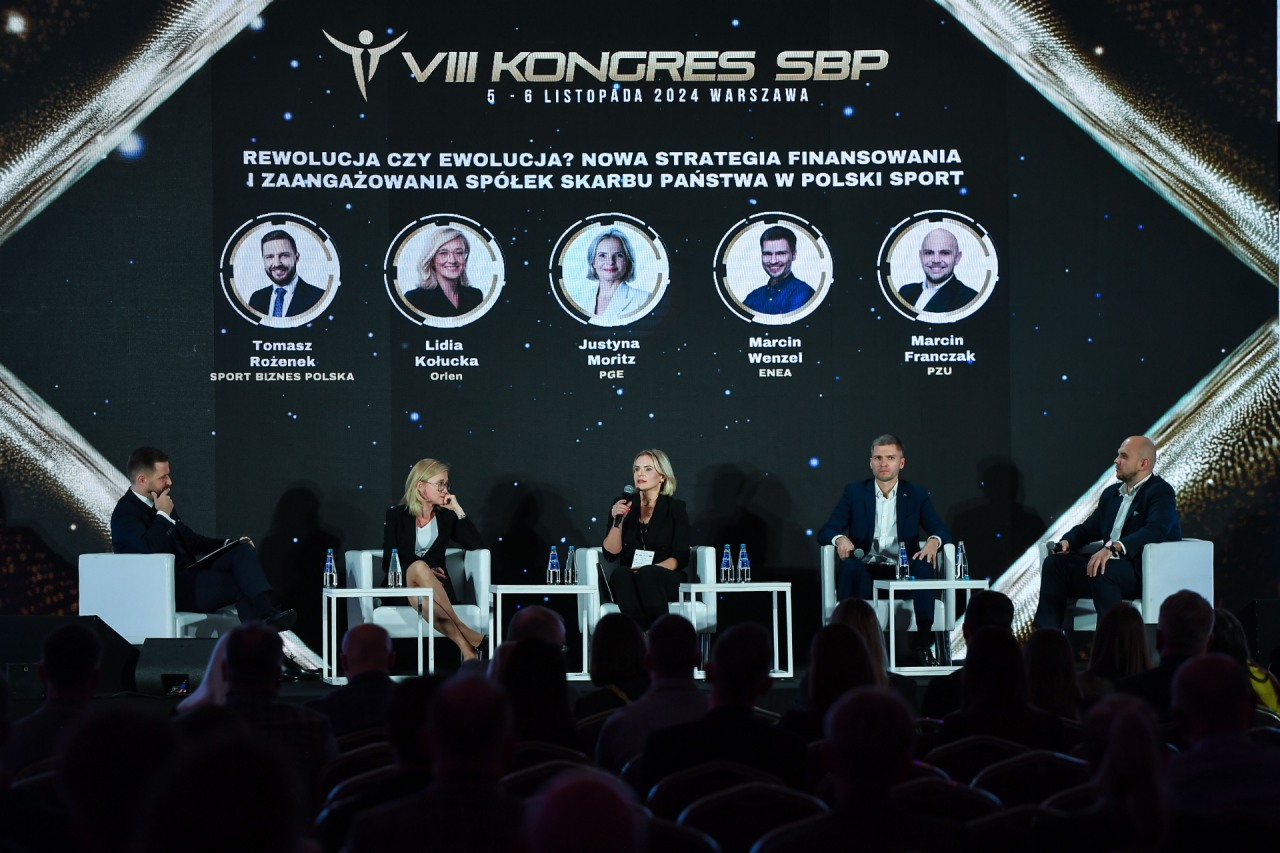 VIII KONGRES SBP
5 - 6 LISTOPADA 2024 WARSZAWA
REWOLUCJA CZY EWOLUCJA? NOWA STRATEGIA FINANSOWANIA
I ZAANGAŻOWANIA SPÓŁEK SKARBU PAŃSTWA W POLSKI SPORT
Tomasz
Rożenek
SPORT BIZNES POLSKA
Lidia
Kołucka
Orlen
Justyna
Moritz
PGE
Marcin
Wenzel
ENEA
Marcin
Franczak
PZU